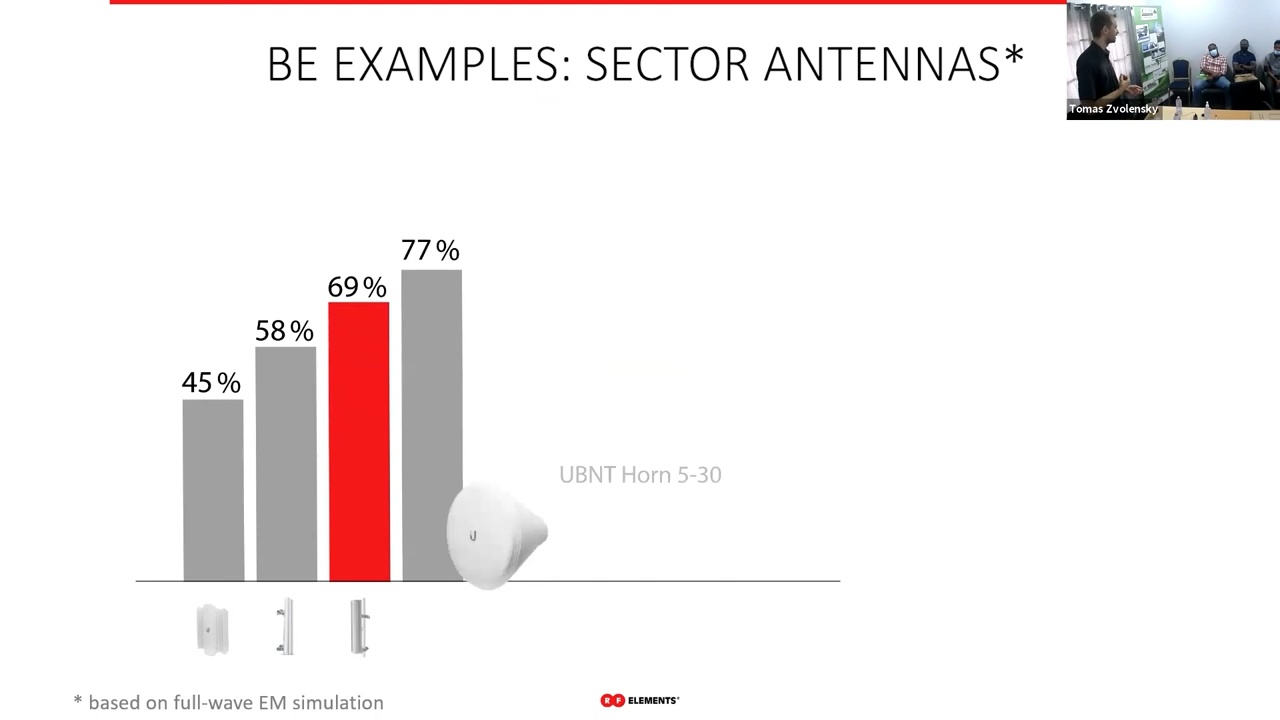 BE EXAMPLES: SECTOR ANTENNAS*
Tomas Zvolensky
77 %
69 %
58 %
45 %
UBNT Horn 5-30
* based on full-wave EM simulation
RF ELEMENTS